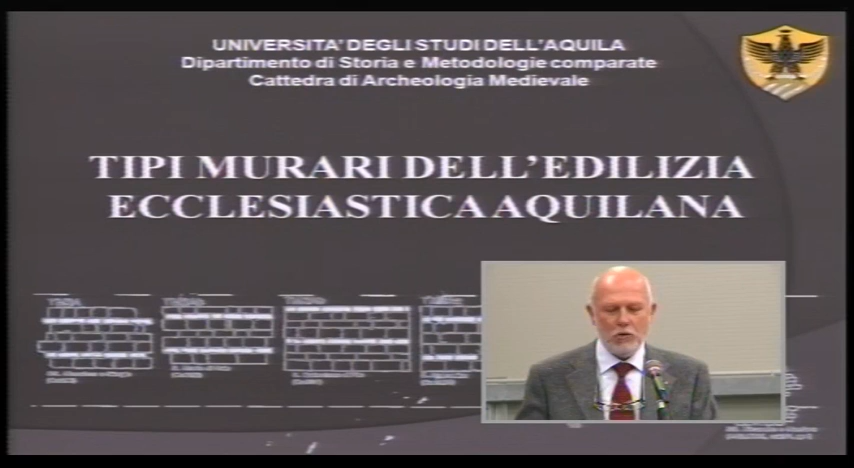 UNIVERSITA' DEGLI STUDI DELL'AQUILA
Dipartimento di Storia e Metodologie comparate
Cattedra di Archeologia Medievale
TIPI MURARI DELL'EDILIZIA
ECCLESIASTICA AQUILANA